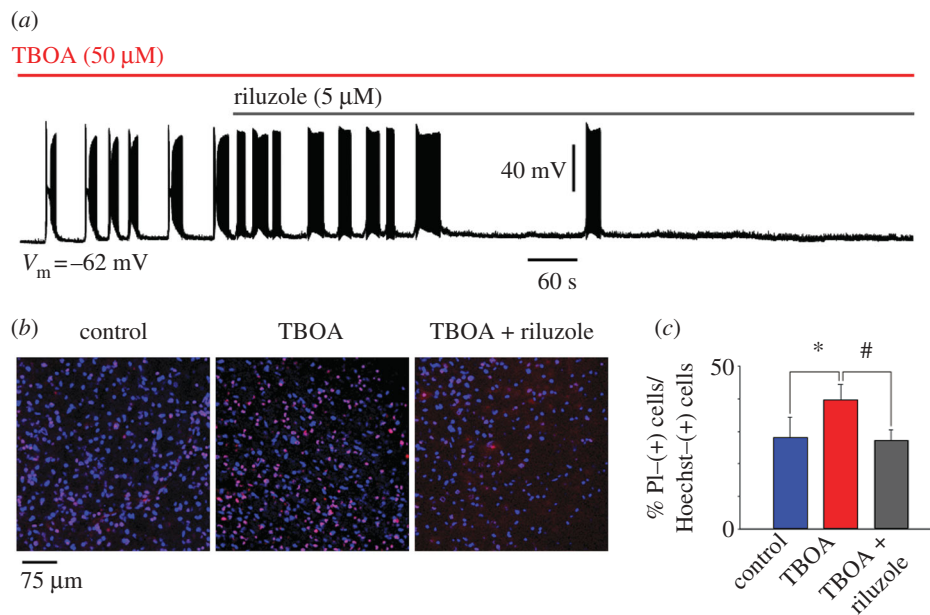 (a)
TBOA (50 µM)
riluzole (5 µM)
40 mV
Vm = –62 mV
60 s
(b)
control
TBOA
TBOA + riluzole
75 µm
(c)
* #
50
0
% PI–(+) cells/
Hoechst–(+) cells
control
TBOA
TBOA +
riluzole